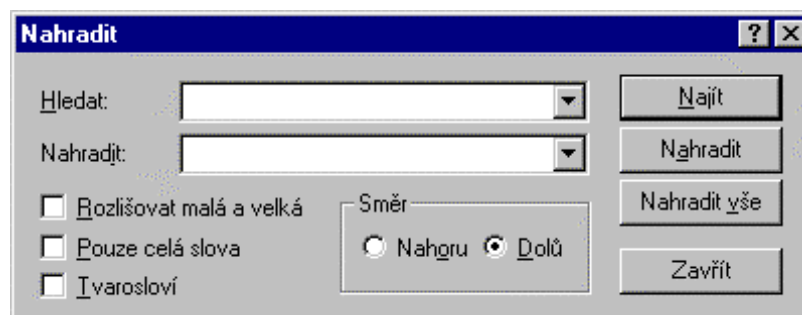 Nahradit
Hledat:
Najít
Nahradit:
Nahradit
Rozlišovat malá a velká
Směr
Nahradit vše
Pouze celá slova
Nahoru
Dolů
Tvarosloví
Zavřít